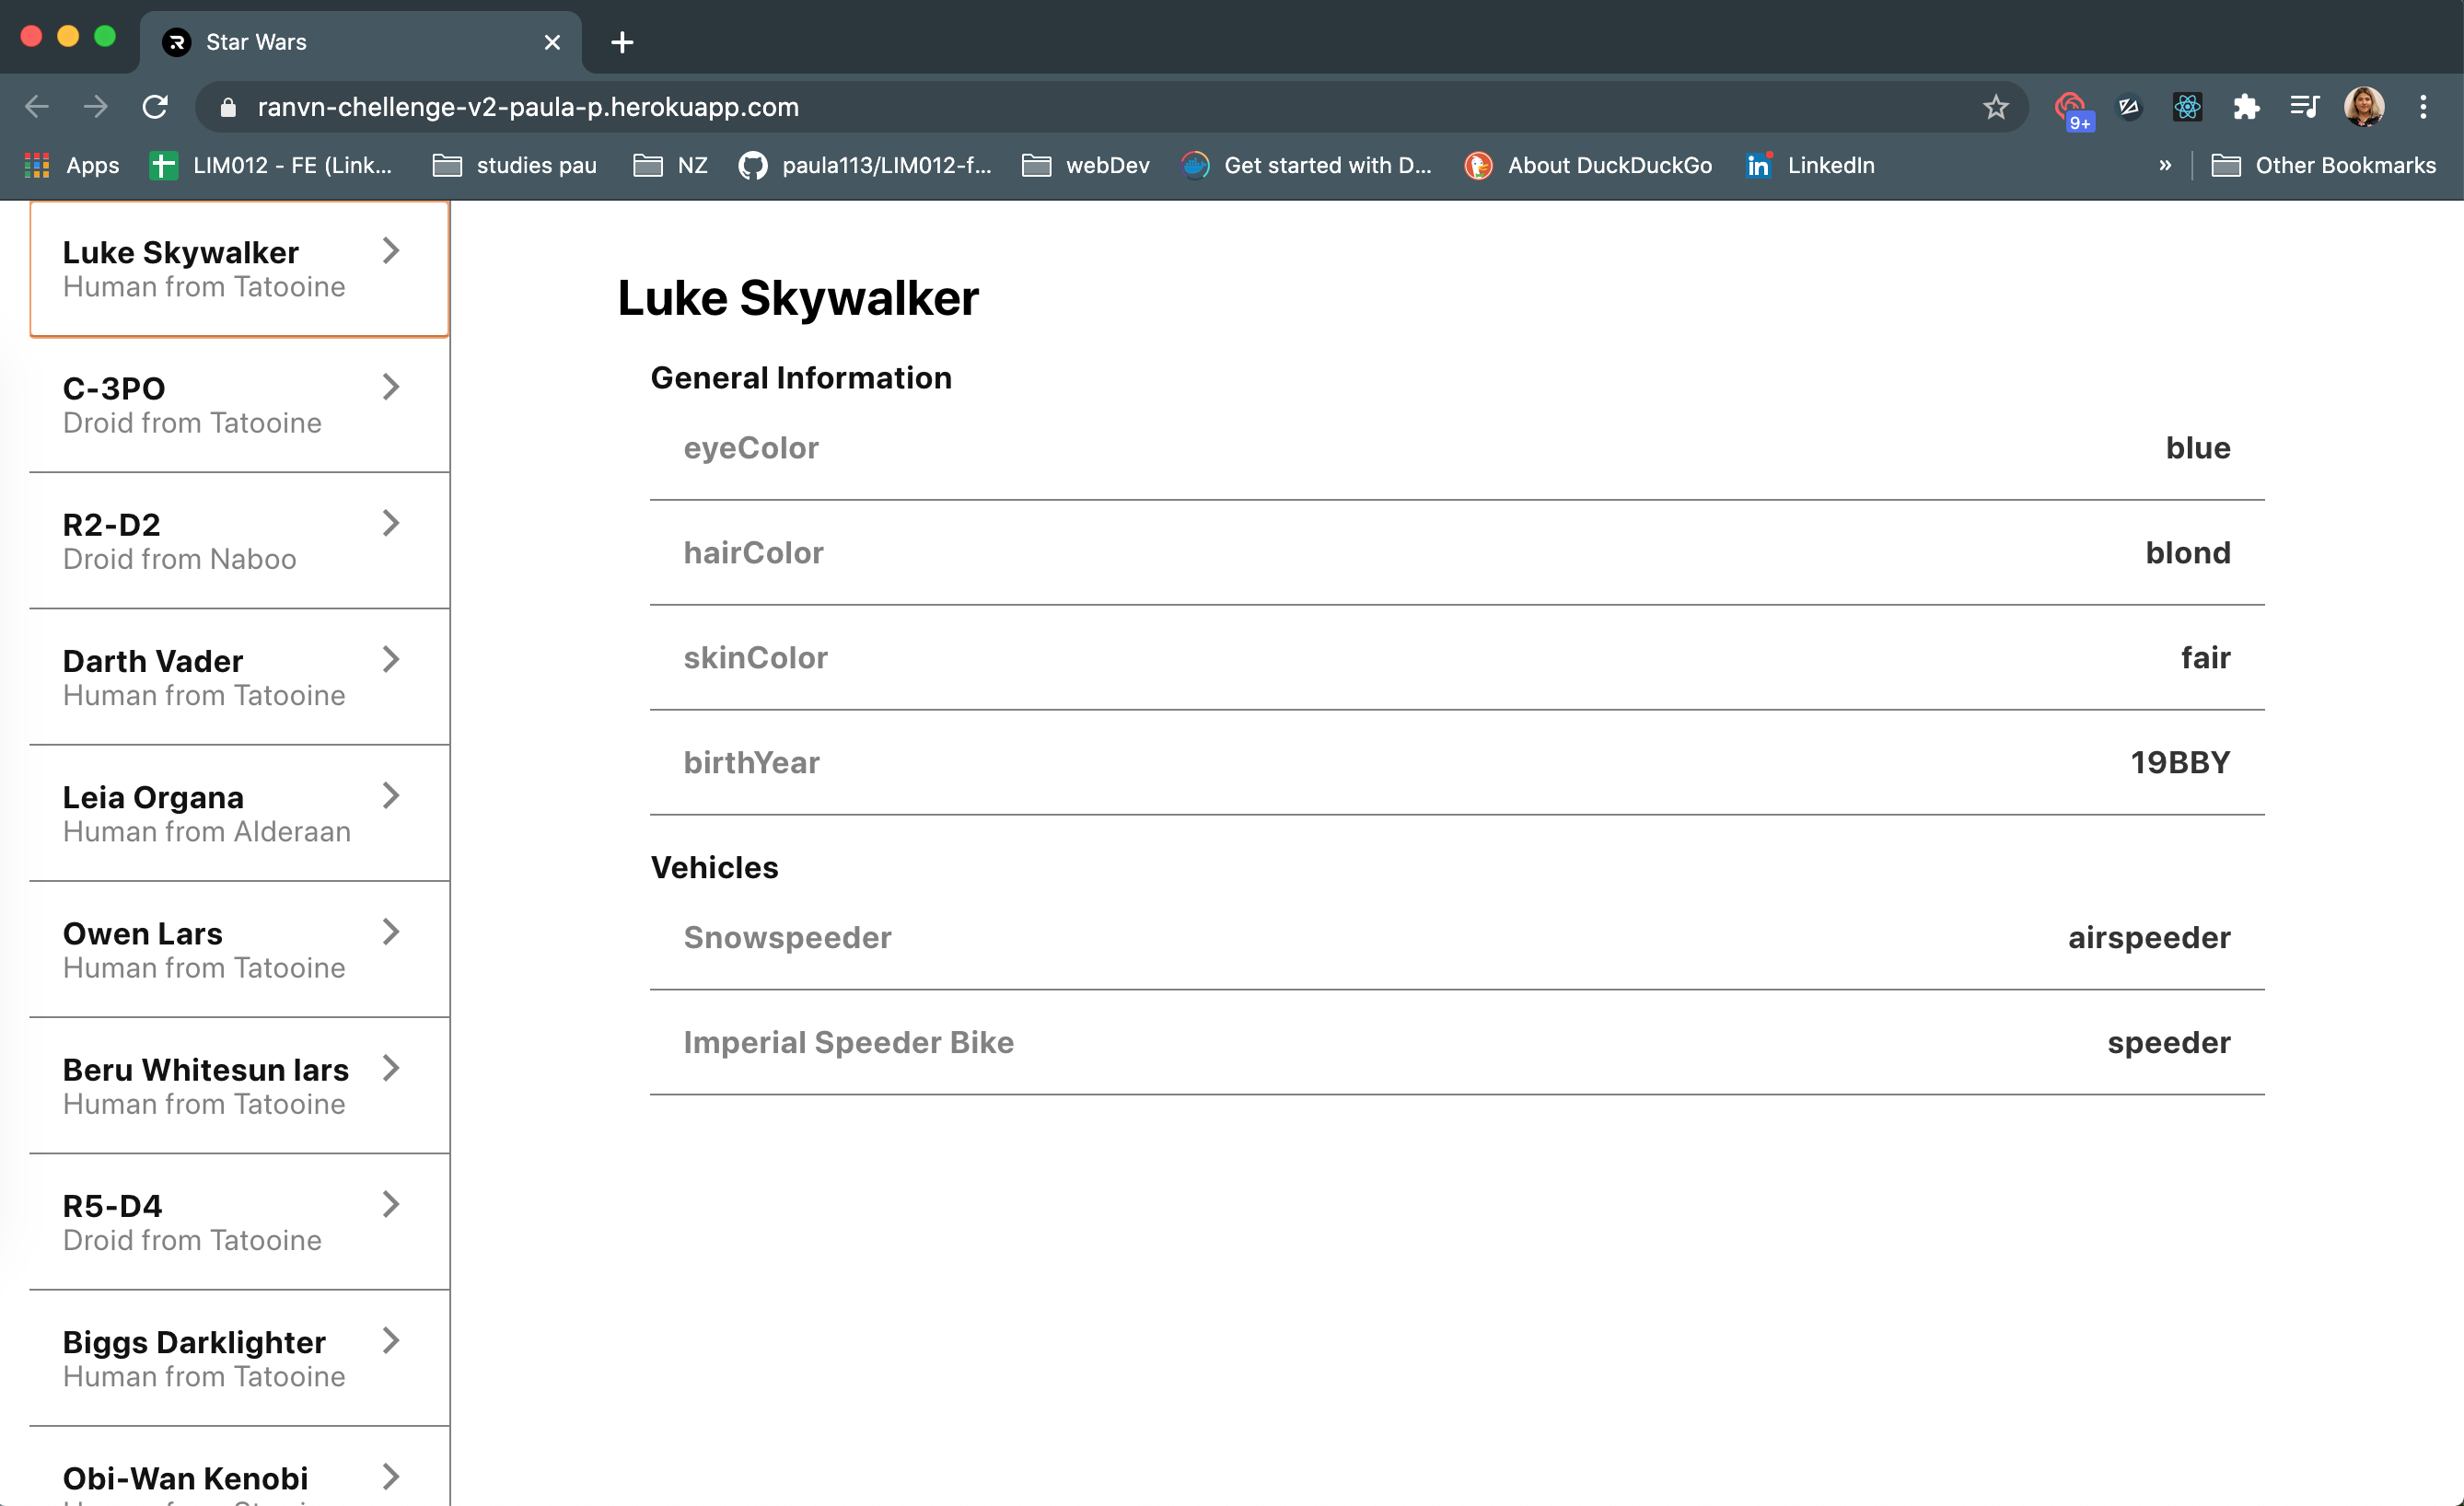 Star Wars
ranvn-chellenge-v2-paula-p.herokuapp.com
9+
Apps LIM012 - FE (Link... studies pau NZ paula113/LIM012-f... webDev Get started with D... About DuckDuckGo LinkedIn » Other Bookmarks
Luke Skywalker
Human from Tatooine
C-3PO
Droid from Tatooine
R2-D2
Droid from Naboo
Darth Vader
Human from Tatooine
Leia Organa
Human from Alderaan
Owen Lars
Human from Tatooine
Beru Whitesun lars
Human from Tatooine
R5-D4
Droid from Tatooine
Biggs Darklighter
Human from Tatooine
Obi-Wan Kenobi
Luke Skywalker
General Information
eyeColor blue
hairColor blond
skinColor fair
birthYear 19BBY
Vehicles
Snowspeeder airspeeder
Imperial Speeder Bike speeder